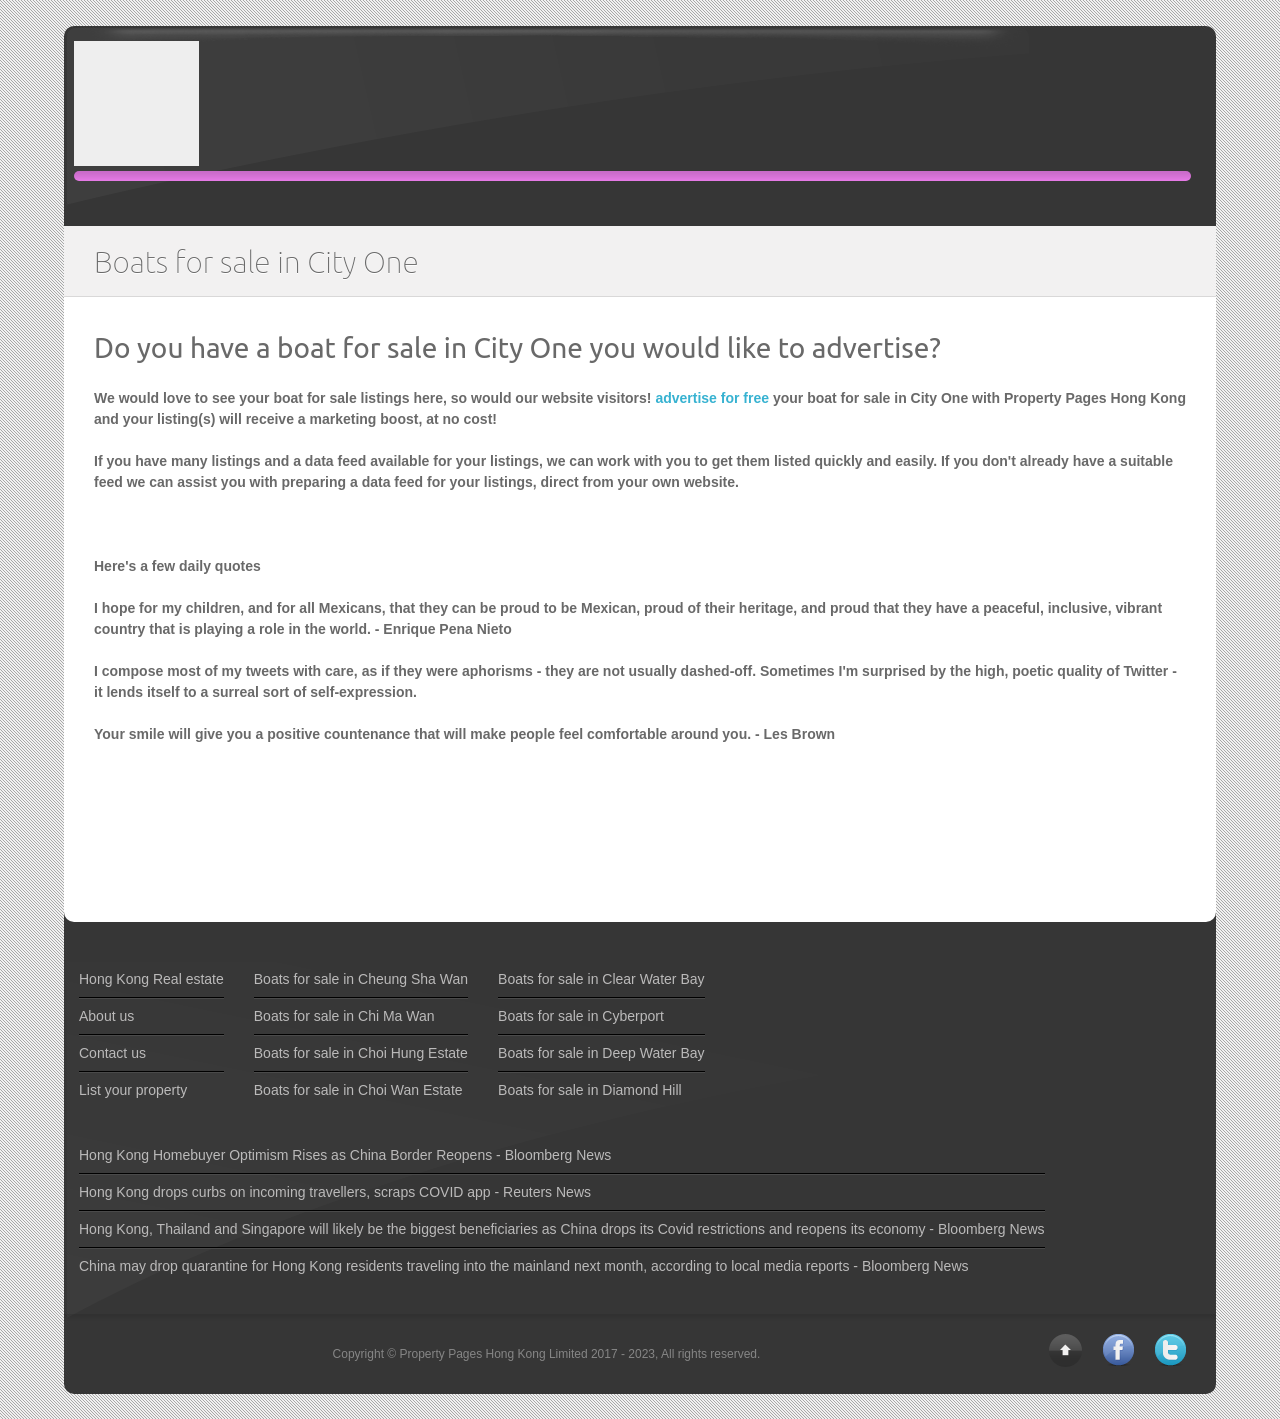 Boats for sale in City One
Do you have a boat for sale in City One you would like to advertise?
We would love to see your boat for sale listings here, so would our website visitors! advertise for free your boat for sale in City One with Property Pages Hong Kong
and your listing(s) will receive a marketing boost, at no cost!
If you have many listings and a data feed available for your listings, we can work with you to get them listed quickly and easily. If you don't already have a suitable
feed we can assist you with preparing a data feed for your listings, direct from your own website.
Here's a few daily quotes
I hope for my children, and for all Mexicans, that they can be proud to be Mexican, proud of their heritage, and proud that they have a peaceful, inclusive, vibrant
country that is playing a role in the world. - Enrique Pena Nieto
I compose most of my tweets with care, as if they were aphorisms - they are not usually dashed-off. Sometimes I'm surprised by the high, poetic quality of Twitter -
it lends itself to a surreal sort of self-expression.
Your smile will give you a positive countenance that will make people feel comfortable around you. - Les Brown
Hong Kong Real estate
About us
Contact us
List your property
Boats for sale in Cheung Sha Wan
Boats for sale in Chi Ma Wan
Boats for sale in Choi Hung Estate
Boats for sale in Choi Wan Estate
Boats for sale in Clear Water Bay
Boats for sale in Cyberport
Boats for sale in Deep Water Bay
Boats for sale in Diamond Hill
Hong Kong Homebuyer Optimism Rises as China Border Reopens - Bloomberg News
Hong Kong drops curbs on incoming travellers, scraps COVID app - Reuters News
Hong Kong, Thailand and Singapore will likely be the biggest beneficiaries as China drops its Covid restrictions and reopens its economy - Bloomberg News
China may drop quarantine for Hong Kong residents traveling into the mainland next month, according to local media reports - Bloomberg News
Copyright © Property Pages Hong Kong Limited 2017 - 2023, All rights reserved.